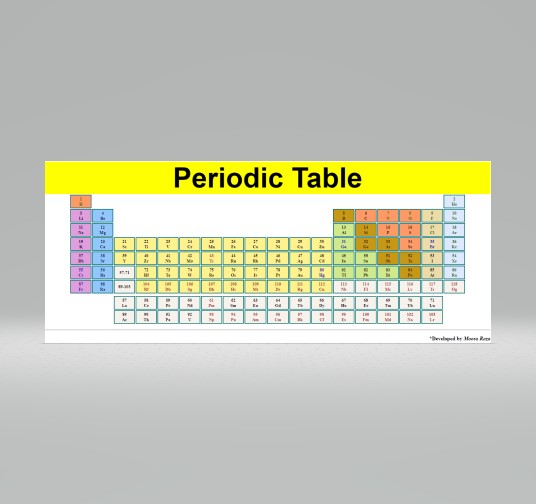 Periodic Table
1 2
H He
3 4 5 6 7 8 9 10
Li Be B C N O F Ne
11 12 13 14 15 16 17 18
Na Mg Al Si P S Cl Ar
19 20 21 22 23 24 25 26 27 28 29 30 31 32 33 34 35 36
K Ca Sc Ti V Cr Mn Fe Co Ni Cu Zn Ga Ge As Se Br Kr
37 38 39 40 41 42 43 44 45 46 47 48 49 50 51 52 53 54
Rb Sr Y Zr Nb Mo Tc Ru Rh Pd Ag Cd In Sn Sb Te I Xe
55 56 57-71 72 73 74 75 76 77 78 79 80 81 82 83 84 85 86
Cs Ba Hf Ta W Re Os Ir Pt Au Hg Tl Pb Bi Po At Rn
87 88 89-103 104 105 106 107 108 109 110 111 112 113 114 115 116 117 118
Fr Ra Rf Db Sg Bh Hs Mt Ds Rg Cn Nh Fl Mc Lv Ts Og
57 58 59 60 61 62 63 64 65 66 67 68 69 70 71
La Ce Pr Nd Pm Sm Eu Gd Tb Dy Ho Er Tm Yb Lu
89 90 91 92 93 94 95 96 97 98 99 100 101 102 103
Ac Th Pa U Np Pu Am Cm Bk Cf Es Fm Md No Lr
*Developed by Moosa Raza